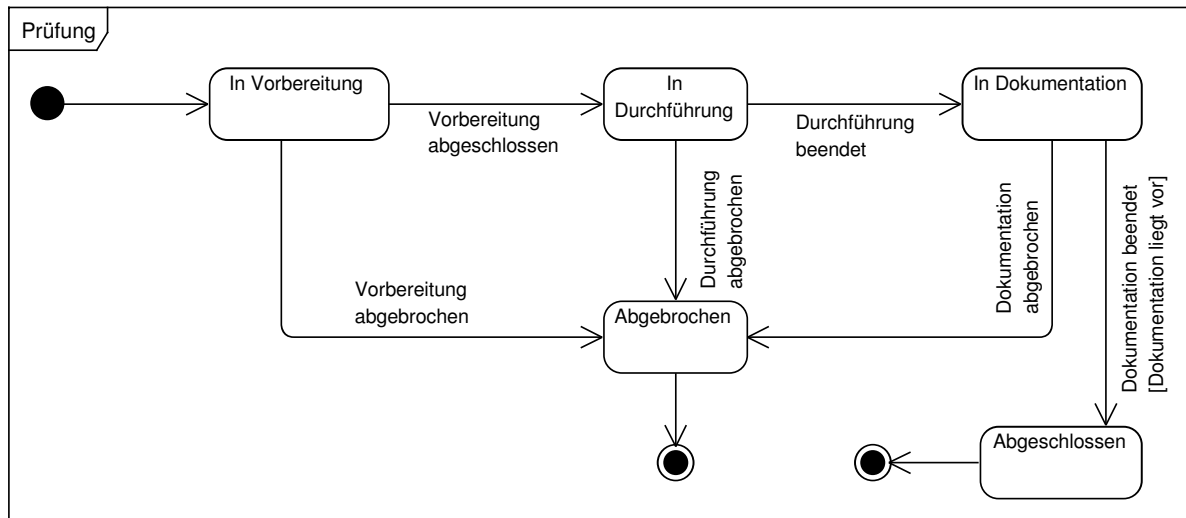 Prüfung
In Vorbereitung
In
Durchführung
In Dokumentation
Vorbereitung
abgeschlossen
Durchführung
beendet
Durchführung
abgebrochen
Dokumentation
abgebrochen
Dokumentation beendet
[Dokumentation liegt vor]
Vorbereitung
abgebrochen
Abgebrochen
Abgeschlossen